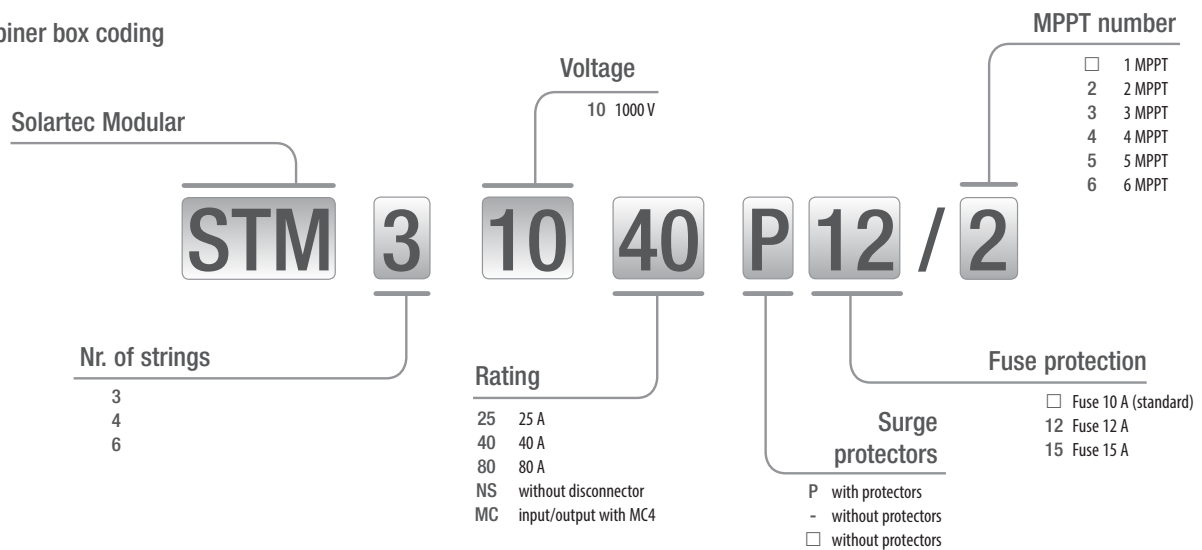 box coding
MPPT number
□ 1 MPPT
2 2 MPPT
3 3 MPPT
4 4 MPPT
5 5 MPPT
6 6 MPPT
Voltage
10 1000 V
Solartec Modular
STM 3 10 40 P 12 / 2
Nr. of strings
3
4
6
Rating
25 25 A
40 40 A
80 80 A
NS without disconnector
MC input/output with MC4
Surge
protectors
P with protectors
- without protectors
□ without protectors
Fuse protection
□ Fuse 10 A (standard)
12 Fuse 12 A
15 Fuse 15 A